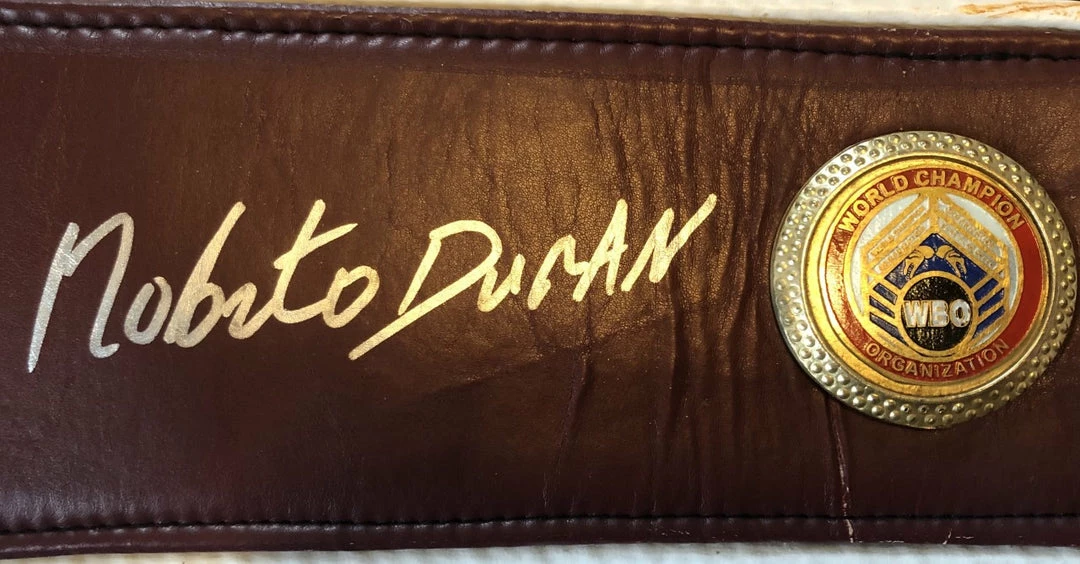 Roberto Duran
WORLD CHAMPION
WBO
ORGANIZATION